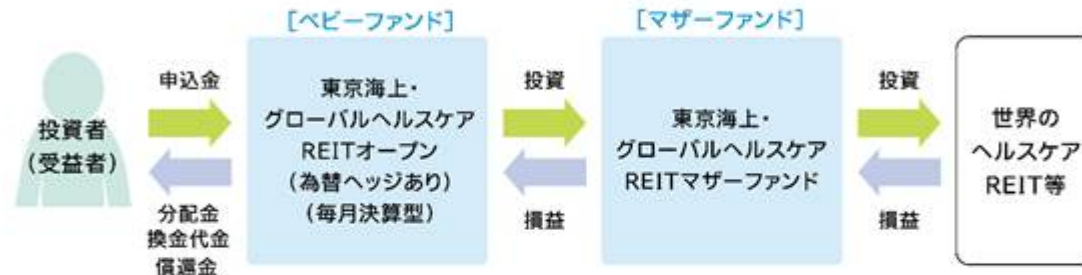 [ベビーファンド]
[マザーファンド]
投資者
(受益者)
申込金
分配金
換金代金
償還金
東京海上・
グローバルヘルスケア
REITオープン
(為替ヘッジあり)
(毎月決算型)
投資
損益
東京海上・
グローバルヘルスケア
REITマザーファンド
投資
損益
世界の
ヘルスケア
REIT等